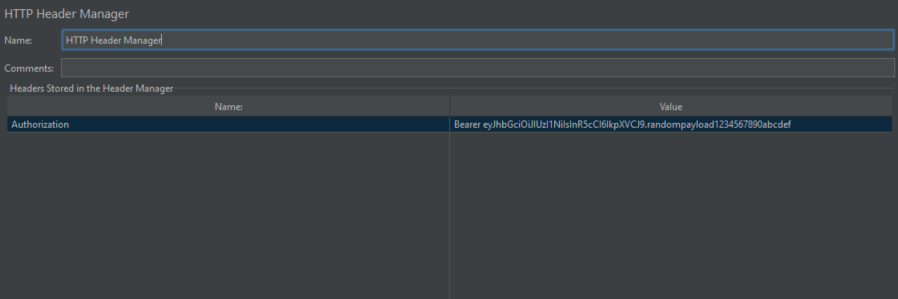 HTTP Header Manager
Name: HTTP Header Manager
Comments:
Headers Stored in the Header Manager
Name: Value
Authorization Bearer eyJhbGciOiJIUzI1NiIsInR5cCI6IkpXVCJ9.randompayload1234567890abcdef